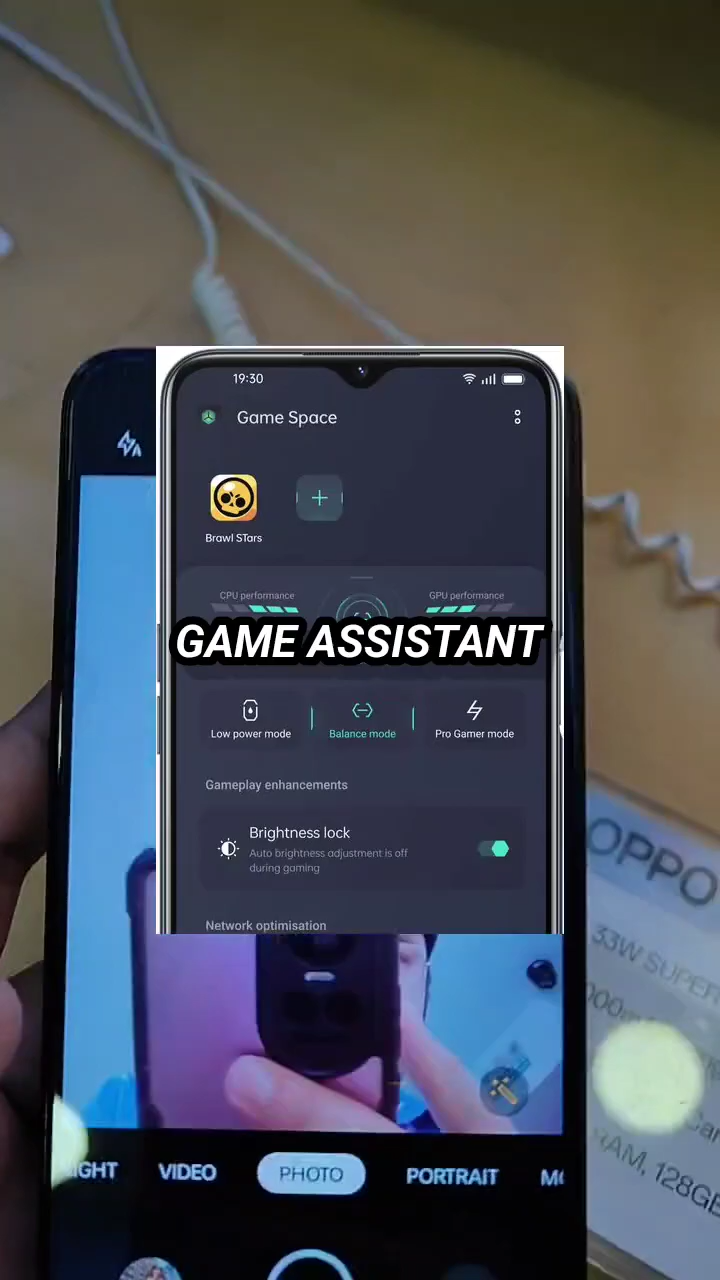 19:30
Game Space
Brawl STars
CPU performance
GPU performance
GAME ASSISTANT
Low power mode
Balance mode
Pro Gamer mode
Gameplay enhancements
Brightness lock
Auto brightness adjustment is off
during gaming
Network optimisation
OPPO
33W SUPER
RAM, 128GB
VIDEO
PHOTO
PORTRAIT